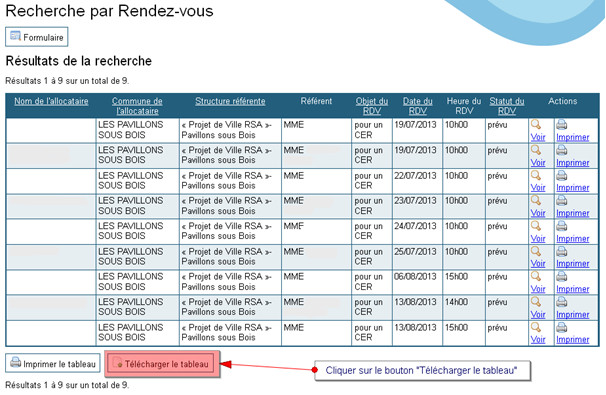 Recherche par Rendez-vous
Formulaire
Résultats de la recherche
Résultats 1 à 9 sur un total de 9.
Nom de l'allocataire Commune de l'allocataire Structure référente Référent Objet du RDV Date du RDV Heure du RDV Statut du RDV Actions
LES PAVILLONS SOUS BOIS « Projet de Ville RSA »- Pavillons sous Bois MME pour un CER 19/07/2013 10h00 prévu Voir Imprimer
LES PAVILLONS SOUS BOIS « Projet de Ville RSA »- Pavillons sous Bois MME pour un CER 19/07/2013 10h00 prévu Voir Imprimer
LES PAVILLONS SOUS BOIS « Projet de Ville RSA »- Pavillons sous Bois MME pour un CER 22/07/2013 10h00 prévu Voir Imprimer
LES PAVILLONS SOUS BOIS « Projet de Ville RSA »- Pavillons sous Bois MME pour un CER 23/07/2013 10h00 prévu Voir Imprimer
LES PAVILLONS SOUS BOIS « Projet de Ville RSA »- Pavillons sous Bois MMF pour un CER 24/07/2013 10h00 prévu Voir Imprimer
LES PAVILLONS SOUS BOIS « Projet de Ville RSA »- Pavillons sous Bois MME pour un CER 25/07/2013 10h00 prévu Voir Imprimer
LES PAVILLONS SOUS BOIS « Projet de Ville RSA »- Pavillons sous Bois MME pour un CER 06/08/2013 15h00 prévu Voir Imprimer
LES PAVILLONS SOUS BOIS « Projet de Ville RSA »- Pavillons sous Bois MME pour un CER 13/08/2013 14h00 prévu Voir Imprimer
LES PAVILLONS SOUS BOIS « Projet de Ville RSA »- Pavillons sous Bois MME pour un CER 13/08/2013 15h00 prévu Voir Imprimer
Imprimer le tableau Télécharger le tableau Cliquer sur le bouton "Télécharger le tableau"
Résultats 1 à 9 sur un total de 9.